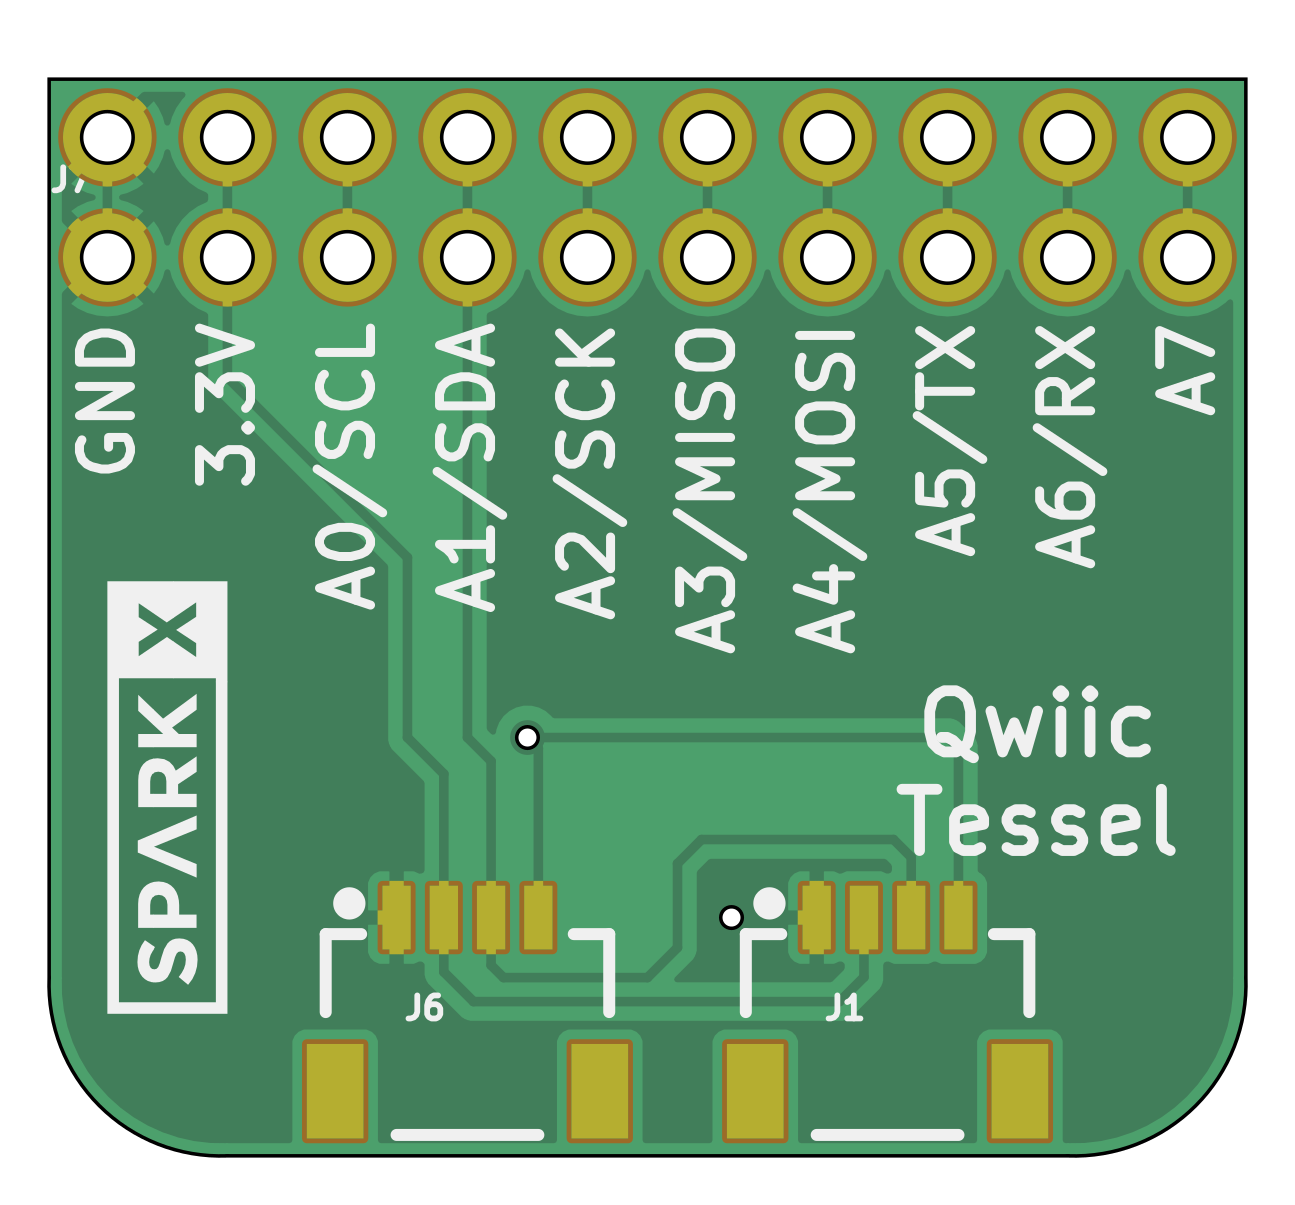 GND
3.3V
A0/SCL
A1/SDA
A2/SCK
A3/MISO
A4/MOSI
A5/TX
A6/RX
A7
SPARK X
Qwiic
Tessel
J6
J1